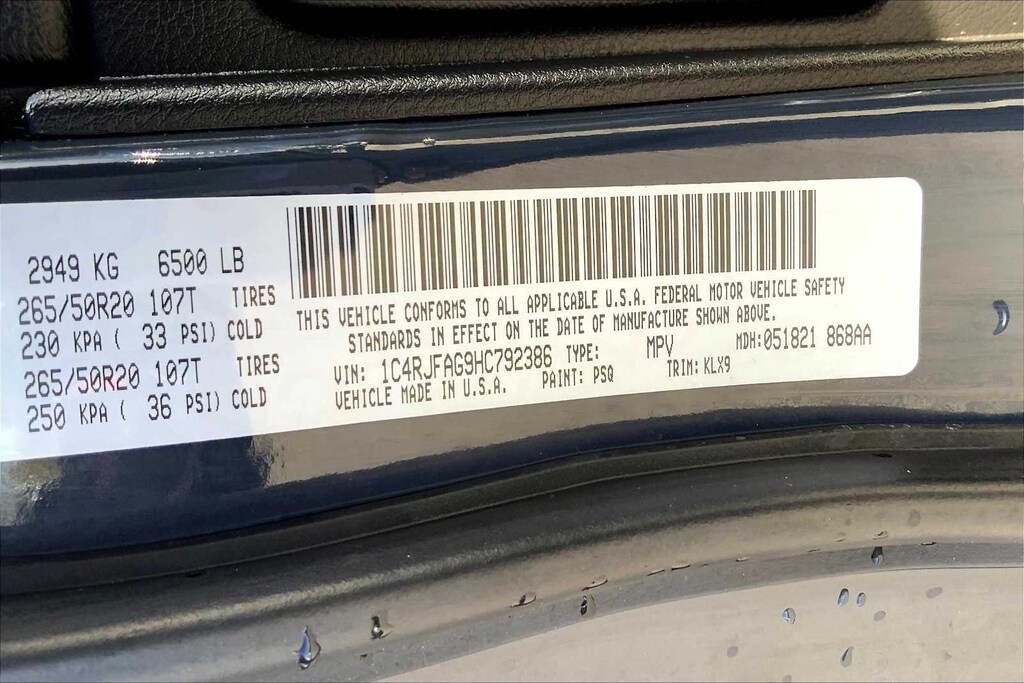 2949 KG 6500 LB
265/50R20 107T TIRES
230 KPA ( 33 PSI) COLD
265/50R20 107T TIRES
250 KPA ( 36 PSI) COLD
THIS VEHICLE CONFORMS TO ALL APPLICABLE U.S.A. FEDERAL MOTOR VEHICLE SAFETY
STANDARDS IN EFFECT ON THE DATE OF MANUFACTURE SHOWN ABOVE.
VIN: 1C4RJFAG9HC792386 TYPE: MPV MDH:051821 868AA
VEHICLE MADE IN U.S.A. PAINT: PSQ TRIM: KLX9